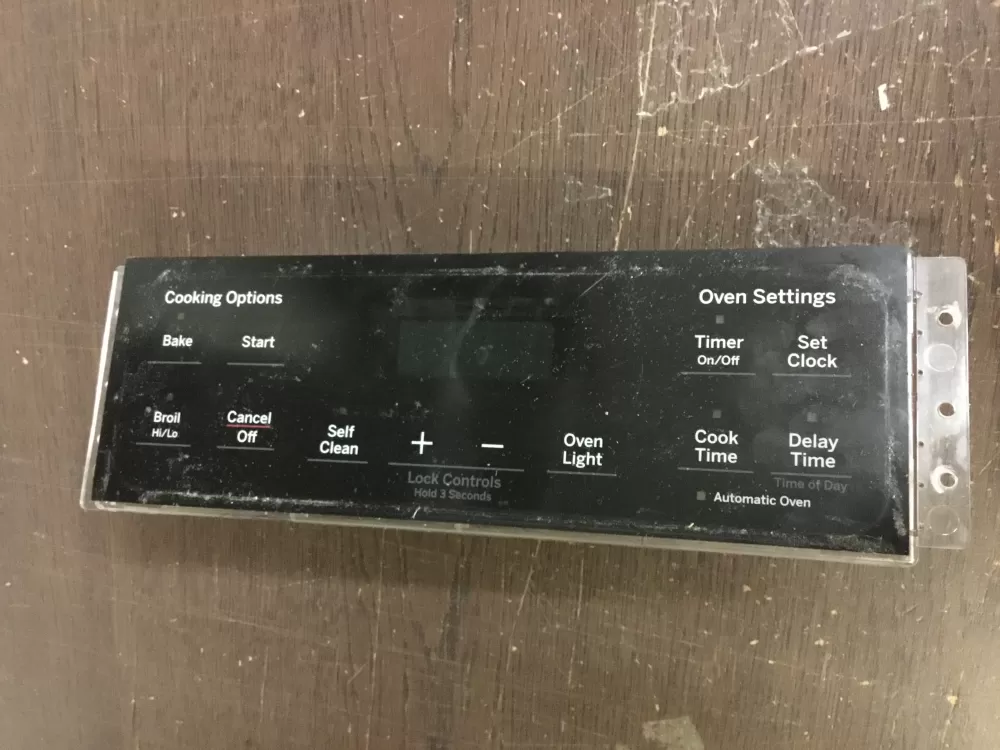 Cooking Options
Bake
Start
Broil
Hi/Lo
Cancel
Off
Self
Clean
+
−
Lock Controls
Hold 3 Seconds
Oven
Light
Oven Settings
Timer
On/Off
Set
Clock
Cook
Time
Delay
Time
Time of Day
Automatic Oven